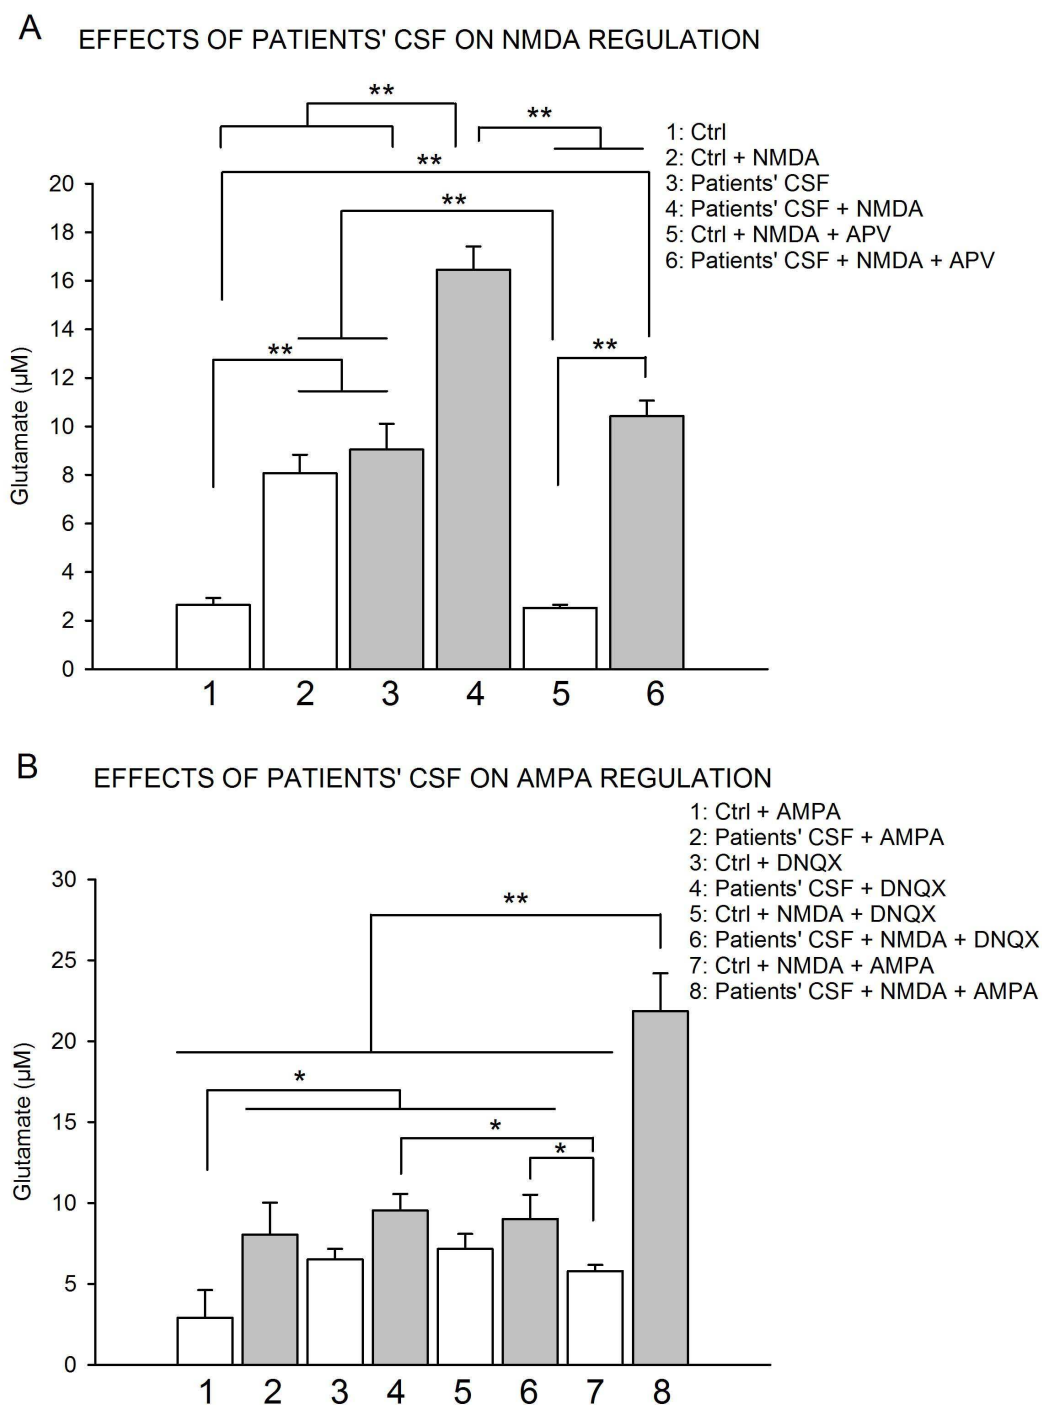 A
EFFECTS OF PATIENTS' CSF ON NMDA REGULATION
**
**
1: Ctrl
2: Ctrl + NMDA
3: Patients' CSF
4: Patients' CSF + NMDA
5: Ctrl + NMDA + APV
6: Patients' CSF + NMDA + APV
**
**
**
**
20
18
16
14
12
10
8
6
4
2
0
Glutamate (µM)
1 2 3 4 5 6
B
EFFECTS OF PATIENTS' CSF ON AMPA REGULATION
1: Ctrl + AMPA
2: Patients' CSF + AMPA
3: Ctrl + DNQX
4: Patients' CSF + DNQX
5: Ctrl + NMDA + DNQX
6: Patients' CSF + NMDA + DNQX
7: Ctrl + NMDA + AMPA
8: Patients' CSF + NMDA + AMPA
**
*
*
*
30
25
20
15
10
5
0
Glutamate (µM)
1 2 3 4 5 6 7 8